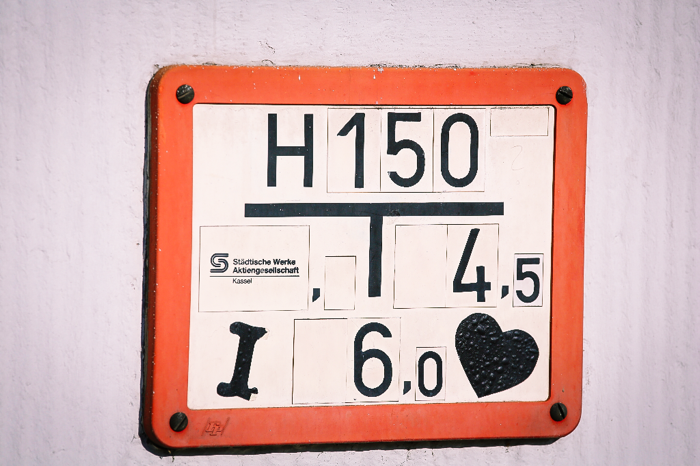 H150
Städtische Werke
Aktiengesellschaft
Kassel
, 4,5
I 6,0